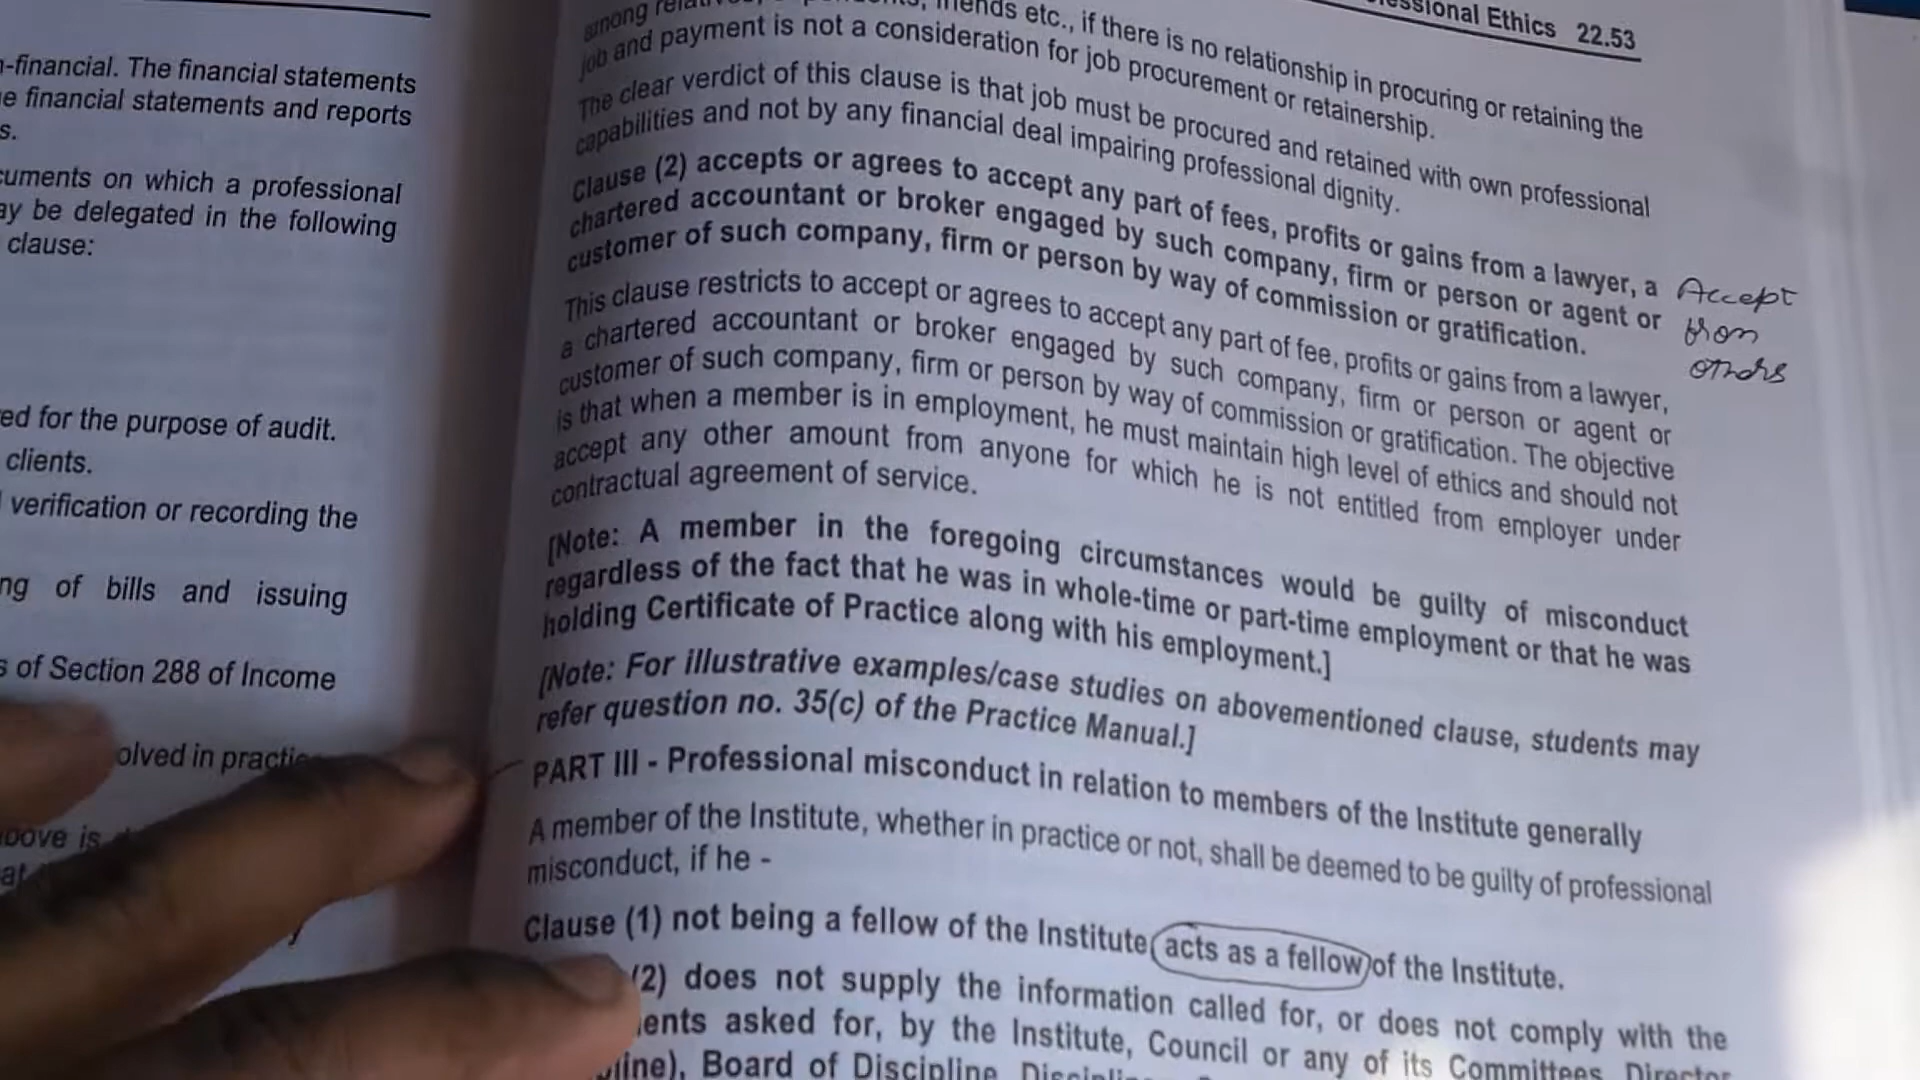 -financial. The financial statements
e financial statements and reports
s.
cuments on which a professional
ay be delegated in the following
clause:
ed for the purpose of audit.
clients.
verification or recording the
ng of bills and issuing
s of Section 288 of Income
olved in practic
bove is
at
essional Ethics 22.53
among etc., if there is no relationship in procuring or retaining the
job and payment is not a consideration for job procurement or retainership.
The clear verdict of this clause is that job must be procured and retained with own professional
capabilities and not by any financial deal impairing professional dignity.
Clause (2) accepts or agrees to accept any part of fees, profits or gains from a lawyer, a
chartered accountant or broker engaged by such company, firm or person or agent or
customer of such company, firm or person by way of commission or gratification.
Accept
from
others
This clause restricts to accept or agrees to accept any part of fee, profits or gains from a lawyer,
a chartered accountant or broker engaged by such company, firm or person or agent or
customer of such company, firm or person by way of commission or gratification. The objective
is that when a member is in employment, he must maintain high level of ethics and should not
accept any other amount from anyone for which he is not entitled from employer under
contractual agreement of service.
[Note: A member in the foregoing circumstances would be guilty of misconduct
regardless of the fact that he was in whole-time or part-time employment or that he was
holding Certificate of Practice along with his employment.]
[Note: For illustrative examples/case studies on abovementioned clause, students may
refer question no. 35(c) of the Practice Manual.]
PART III - Professional misconduct in relation to members of the Institute generally
A member of the Institute, whether in practice or not, shall be deemed to be guilty of professional
misconduct, if he -
Clause (1) not being a fellow of the Institute acts as a fellow of the Institute.
(2) does not supply the information called for, or does not comply with the
ents asked for, by the Institute, Council or any of its Committees, Director
line), Board of Discipline,